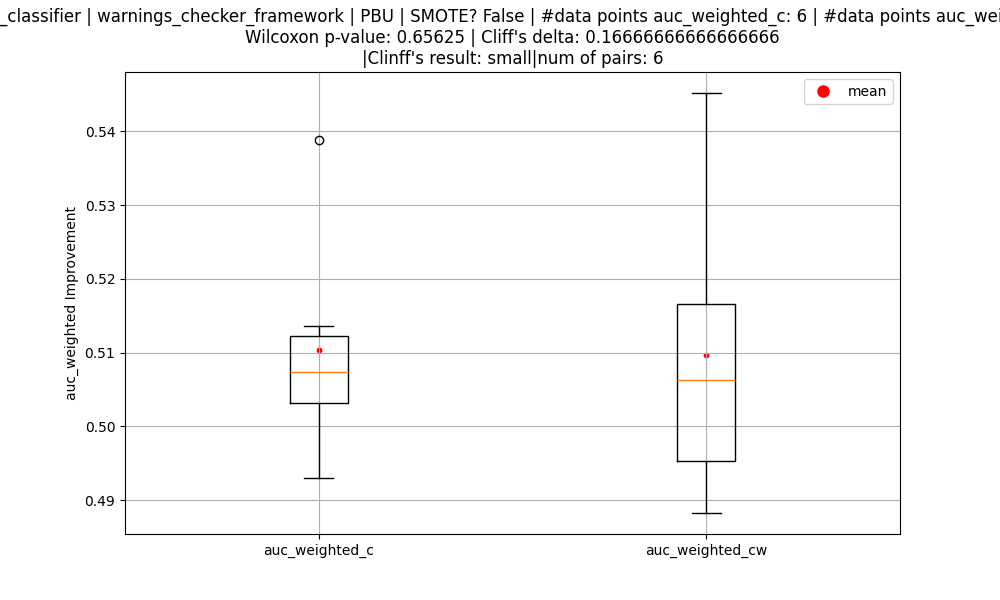 _classifier | warnings_checker_framework | PBU | SMOTE? False | #data points auc_weighted_c: 6 | #data points
Wilcoxon p-value: 0.65625 | Cliff's delta: 0.16666666666666666
|Clinff's result: small|num of pairs: 6
mean
0.54
0.53
0.52
0.51
0.50
0.49
auc_weighted Improvement
auc_weighted_c
auc_weighted_cw